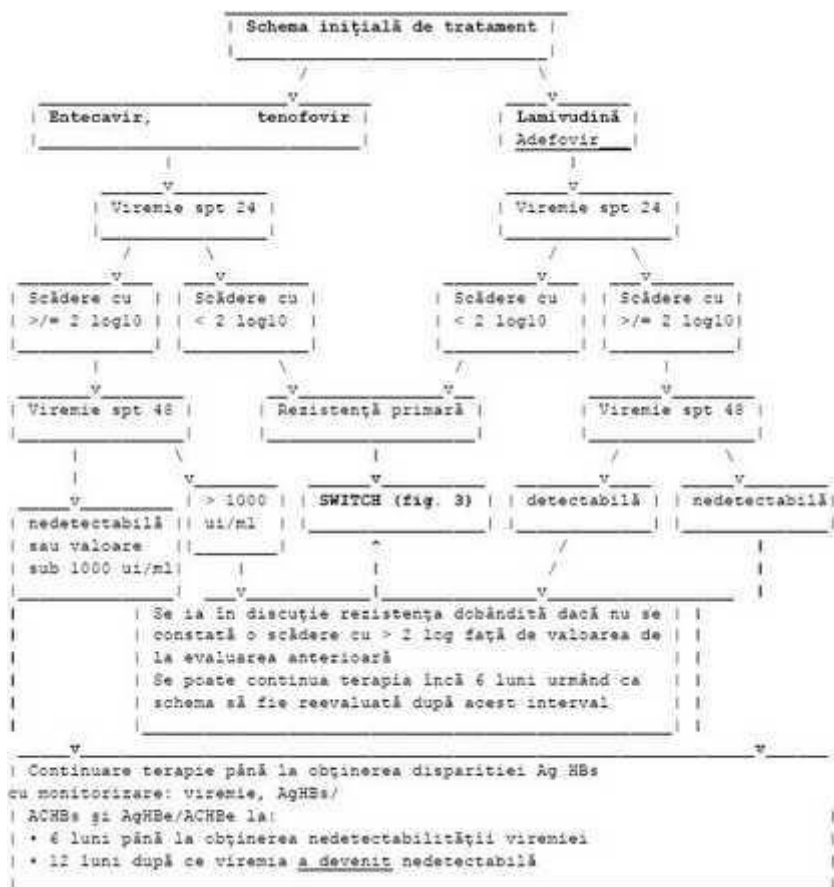 Schema iniţială de tratament
Entecavir, tenofovir
Lamivudină
Adefovir
Viremie spt 24
Viremie spt 24
Scădere cu
>/= 2 log10
Scădere cu
< 2 log10
Scădere cu
< 2 log10
Scădere cu
>/= 2 log10
Viremie spt 48
Rezistenţă primară
Viremie spt 48
nedetectabilă
sau valoare
sub 1000 ui/ml
> 1000
ui/ml
SWITCH (fig. 3)
detectabilă
nedetectabilă
Se ia în discuţie rezistenţa dobândită dacă nu se
constată o scădere cu > 2 log faţă de valoarea de
la evaluarea anterioară
Se poate continua terapia încă 6 luni urmând ca
schema să fie reevaluată după acest interval
Continuare terapie până la obţinerea disparitiei Ag HBs
cu monitorizare: viremie, AgHBs/
ACHBs şi AgHBe/ACHBe la:
• 6 luni până la obţinerea nedetectabilităţii viremiei
• 12 luni după ce viremia a devenit nedetectabilă